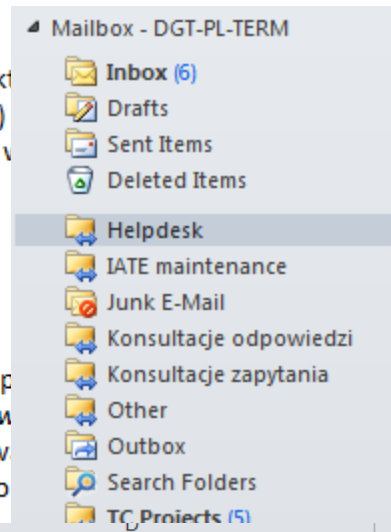 Mailbox - DGT-PL-TERM
Inbox (6)
Drafts
Sent Items
Deleted Items
Helpdesk
IATE maintenance
Junk E-Mail
Konsultacje odpowiedzi
Konsultacje zapytania
Other
Outbox
Search Folders
TC Projects (5)